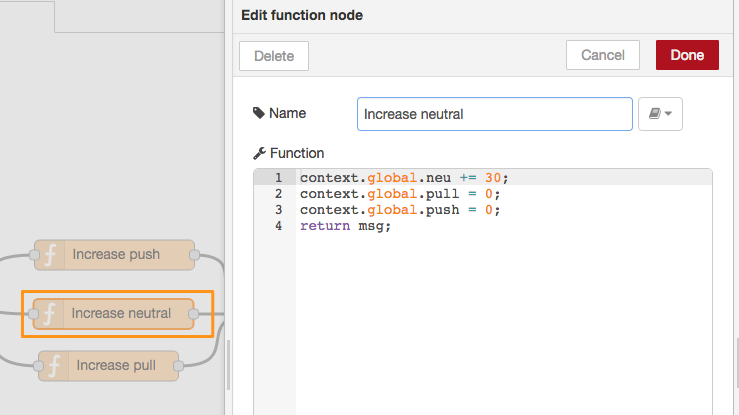 Edit function node
Delete
Cancel
Done
Name
Increase neutral
Function
1 context.global.neu += 30;
2 context.global.pull = 0;
3 context.global.push = 0;
4 return msg;
Increase push
Increase neutral
Increase pull